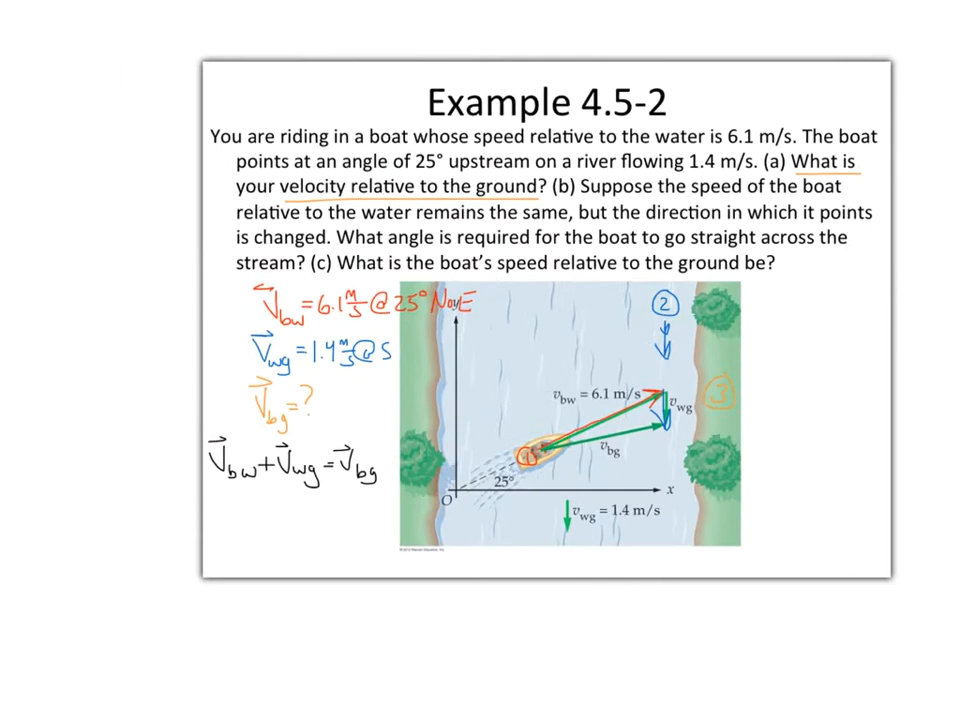 Example 4.5-2
You are riding in a boat whose speed relative to the water is 6.1 m/s. The boat
points at an angle of 25° upstream on a river flowing 1.4 m/s. (a) What is
your velocity relative to the ground? (b) Suppose the speed of the boat
relative to the water remains the same, but the direction in which it points
is changed. What angle is required for the boat to go straight across the
stream? (c) What is the boat's speed relative to the ground be?
V⃗bw = 6.1 m/s @ 25° N of E
y
2
V⃗wg = 1.4 m/s @ S
V⃗bg = ?
vbw = 6.1 m/s
vwg
3
V⃗bw + V⃗wg = V⃗bg
1
vbg
25°
O
x
vwg = 1.4 m/s